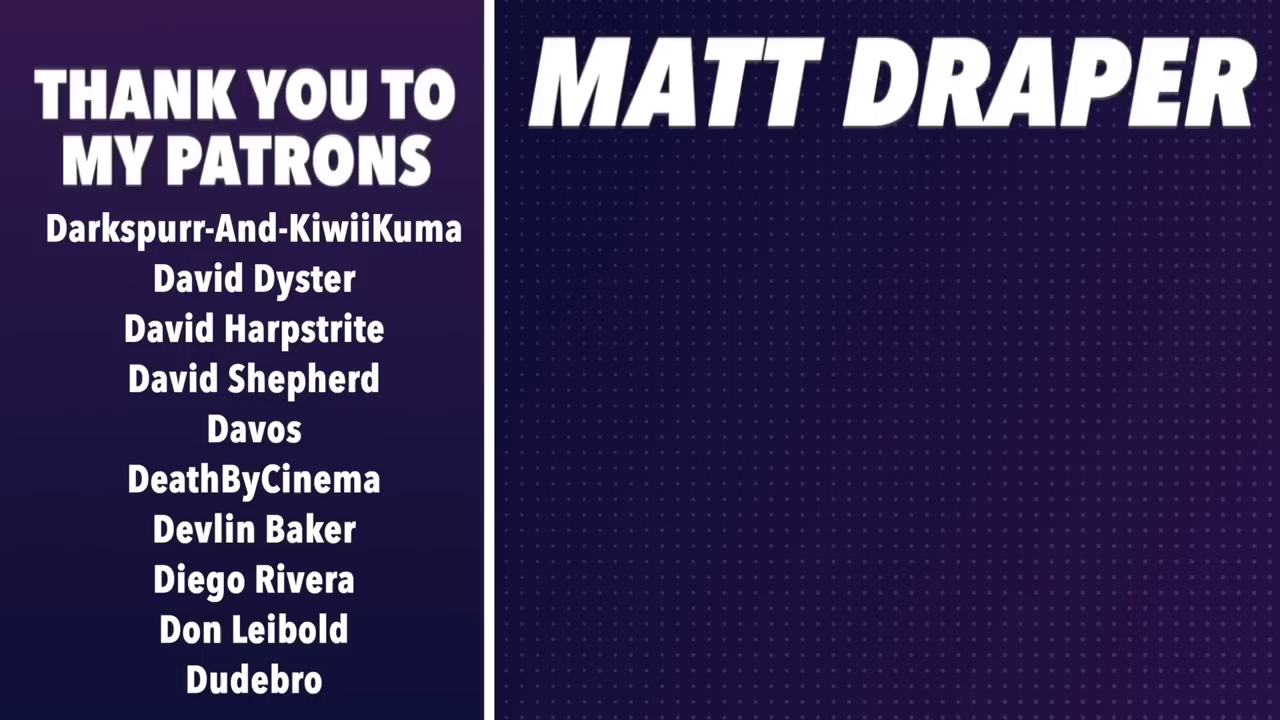 THANK YOU TO
MY PATRONS
Darkspurr-And-KiwiiKuma
David Dyster
David Harpstrite
David Shepherd
Davos
DeathByCinema
Devlin Baker
Diego Rivera
Don Leibold
Dudebro
MATT DRAPER